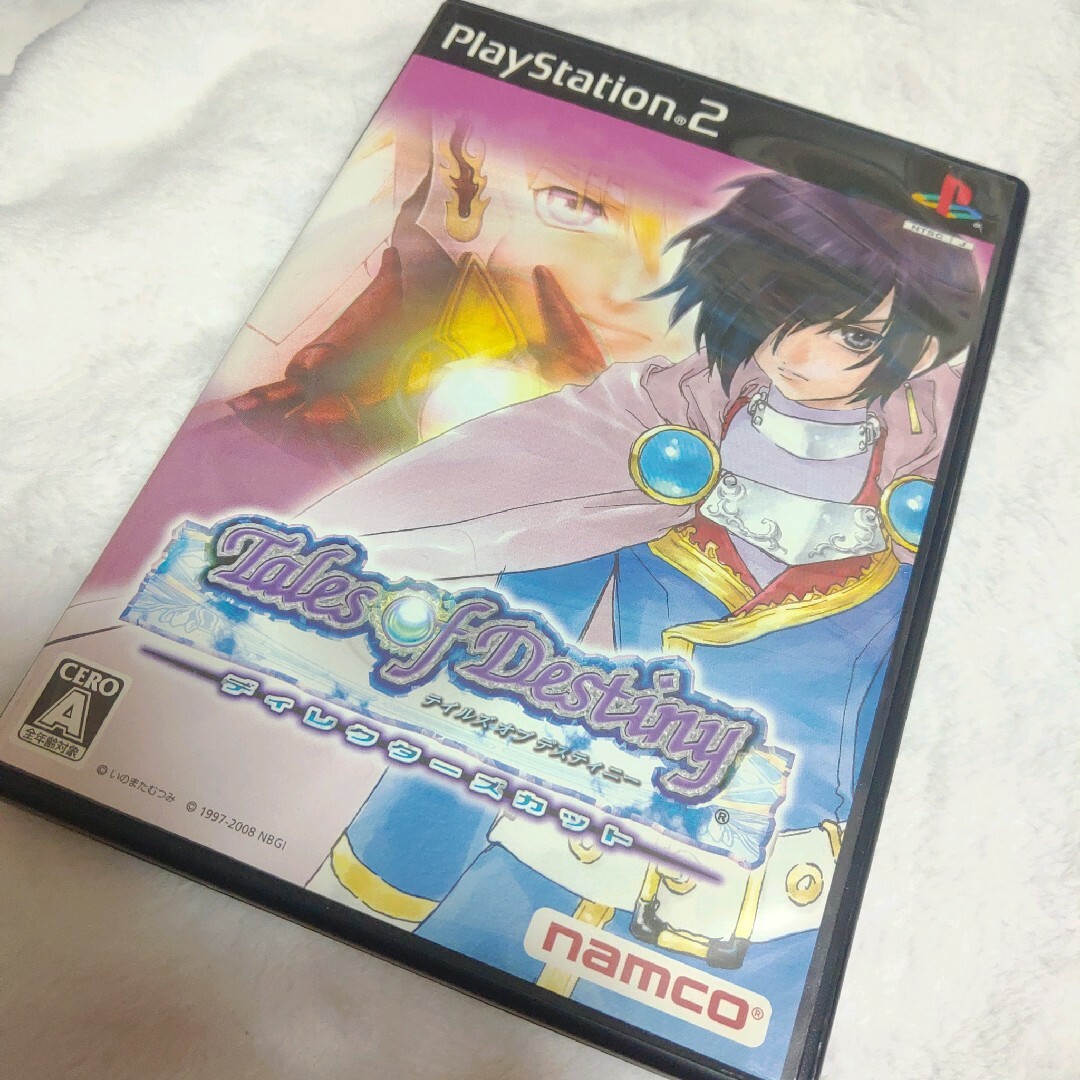 PlayStation®2
NTSC J
Tales of Destiny®
テイルズ オブ デスティニー
ディレクターズカット
CERO
A
全年齢対象
© いのまたむつみ © 1997-2008 NBGI
namco®